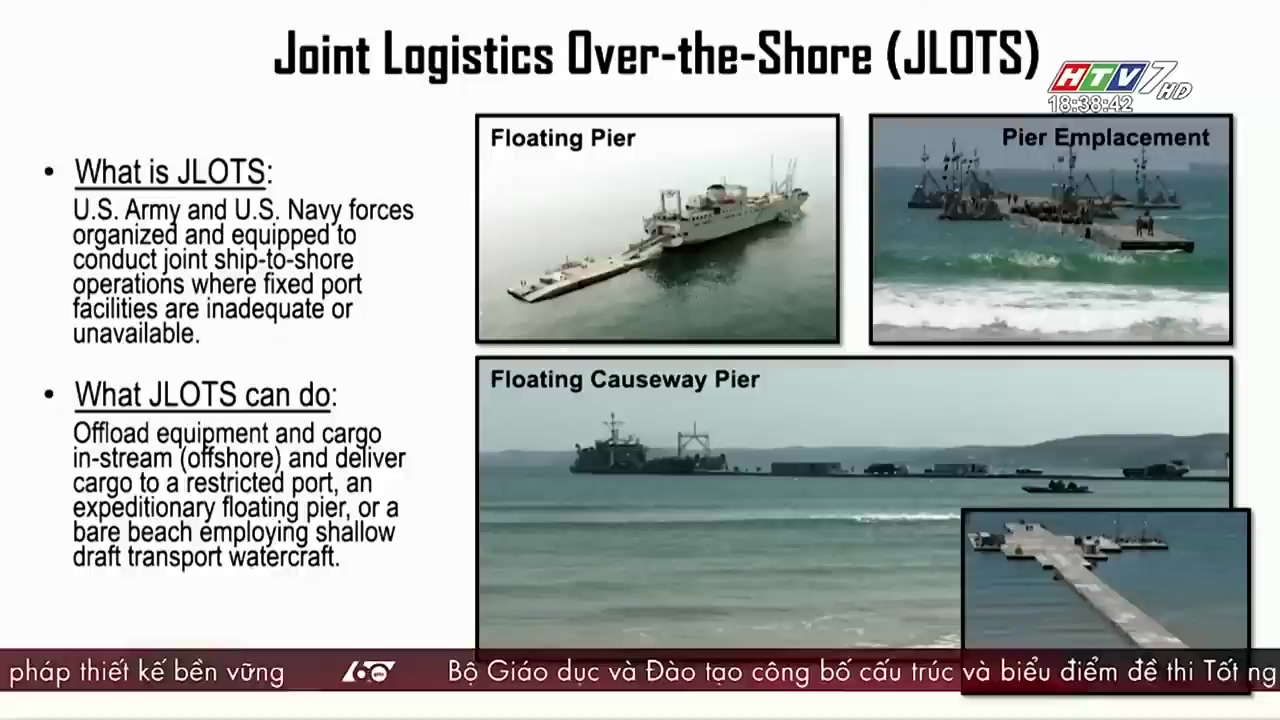 Joint Logistics Over-the-Shore (JLOTS)
HTV7 HD
18:38:42
• What is JLOTS:
U.S. Army and U.S. Navy forces
organized and equipped to
conduct joint ship-to-shore
operations where fixed port
facilities are inadequate or
unavailable.
• What JLOTS can do:
Offload equipment and cargo
in-stream (offshore) and deliver
cargo to a restricted port, an
expeditionary floating pier, or a
bare beach employing shallow
draft transport watercraft.
Floating Pier
Pier Emplacement
Floating Causeway Pier
pháp thiết kế bền vững
Bộ Giáo dục và Đào tạo công bố cấu trúc và biểu điểm đề thi Tốt ng